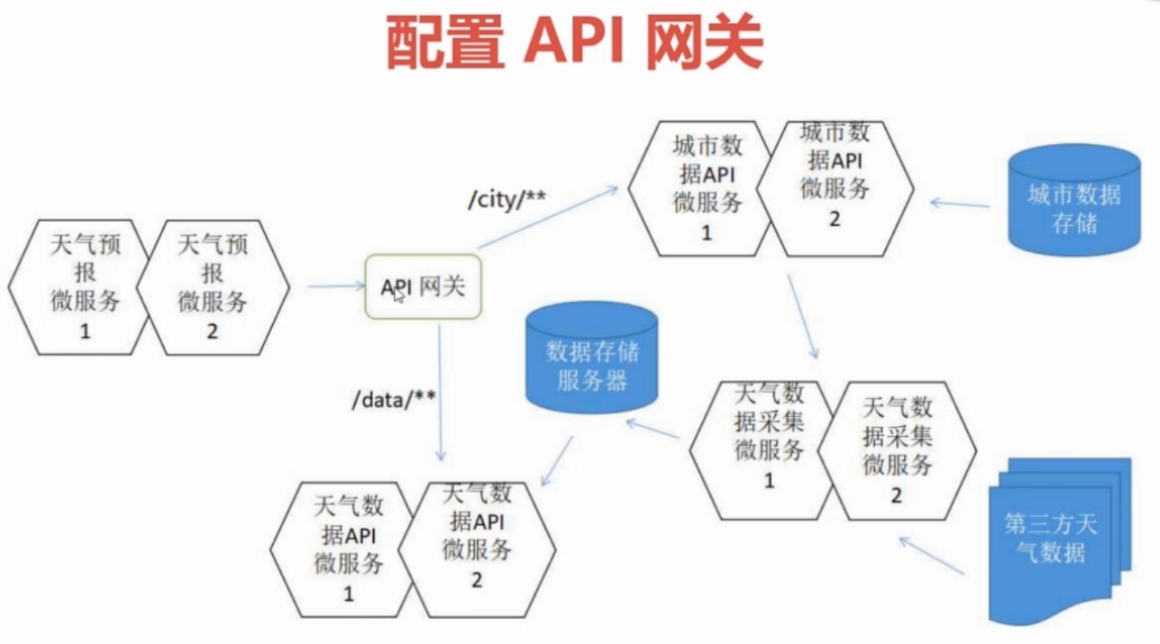 配置 API 网关
城市数
据API
微服务
1
城市数
据API
微服务
2
城市数据
存储
/city/**
天气预
报
微服务
1
天气预
报
微服务
2
API 网关
数据存储
服务器
/data/**
天气数
据采集
微服务
1
天气数
据采集
微服务
2
天气数
据API
微服务
1
天气数
据API
微服务
2
第三方天
气数据